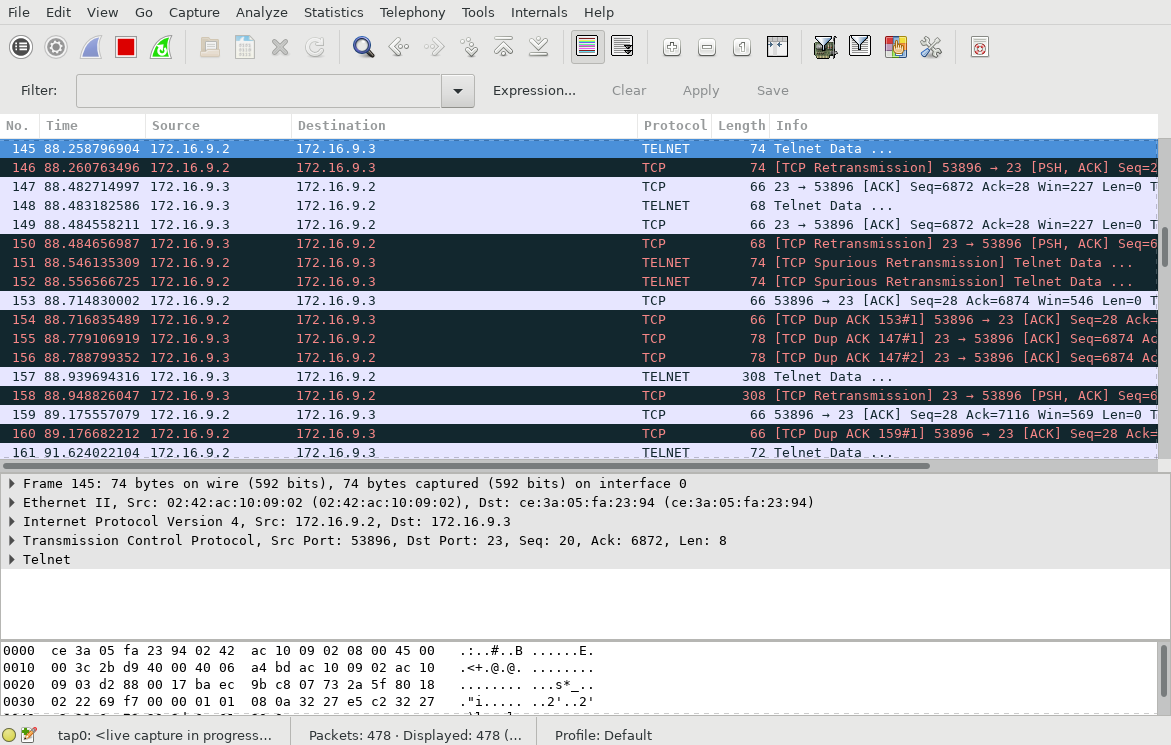 File Edit View Go Capture Analyze Statistics Telephony Tools Internals Help
Filter: Expression... Clear Apply Save
No. Time Source Destination Protocol Length Info
145 88.258796904 172.16.9.2 172.16.9.3 TELNET 74 Telnet Data ...
146 88.260763496 172.16.9.2 172.16.9.3 TCP 74 [TCP Retransmission] 53896 → 23 [PSH, ACK] Seq=2
147 88.482714997 172.16.9.3 172.16.9.2 TCP 66 23 → 53896 [ACK] Seq=6872 Ack=28 Win=227 Len=0 T
148 88.483182586 172.16.9.3 172.16.9.2 TELNET 68 Telnet Data ...
149 88.484558211 172.16.9.3 172.16.9.2 TCP 66 23 → 53896 [ACK] Seq=6872 Ack=28 Win=227 Len=0 T
150 88.484656987 172.16.9.3 172.16.9.2 TCP 68 [TCP Retransmission] 23 → 53896 [PSH, ACK] Seq=6
151 88.546135309 172.16.9.2 172.16.9.3 TELNET 74 [TCP Spurious Retransmission] Telnet Data ...
152 88.556566725 172.16.9.2 172.16.9.3 TELNET 74 [TCP Spurious Retransmission] Telnet Data ...
153 88.714830002 172.16.9.2 172.16.9.3 TCP 66 53896 → 23 [ACK] Seq=28 Ack=6874 Win=546 Len=0 T
154 88.716835489 172.16.9.2 172.16.9.3 TCP 66 [TCP Dup ACK 153#1] 53896 → 23 [ACK] Seq=28 Ack=
155 88.779106919 172.16.9.3 172.16.9.2 TCP 78 [TCP Dup ACK 147#1] 23 → 53896 [ACK] Seq=6874 Ac
156 88.788799352 172.16.9.3 172.16.9.2 TCP 78 [TCP Dup ACK 147#2] 23 → 53896 [ACK] Seq=6874 Ac
157 88.939694316 172.16.9.3 172.16.9.2 TELNET 308 Telnet Data ...
158 88.948826047 172.16.9.3 172.16.9.2 TCP 308 [TCP Retransmission] 23 → 53896 [PSH, ACK] Seq=6
159 89.175557079 172.16.9.2 172.16.9.3 TCP 66 53896 → 23 [ACK] Seq=28 Ack=7116 Win=569 Len=0 T
160 89.176682212 172.16.9.2 172.16.9.3 TCP 66 [TCP Dup ACK 159#1] 53896 → 23 [ACK] Seq=28 Ack=
161 91.624022104 172.16.9.2 172.16.9.3 TELNET 72 Telnet Data ...
Frame 145: 74 bytes on wire (592 bits), 74 bytes captured (592 bits) on interface 0
Ethernet II, Src: 02:42:ac:10:09:02 (02:42:ac:10:09:02), Dst: ce:3a:05:fa:23:94 (ce:3a:05:fa:23:94)
Internet Protocol Version 4, Src: 172.16.9.2, Dst: 172.16.9.3
Transmission Control Protocol, Src Port: 53896, Dst Port: 23, Seq: 20, Ack: 6872, Len: 8
Telnet
0000 ce 3a 05 fa 23 94 02 42 ac 10 09 02 08 00 45 00 .:..#..B ......E.
0010 00 3c 2b d9 40 00 40 06 a4 bd ac 10 09 02 ac 10 .<+.@.@. ........
0020 09 03 d2 88 00 17 ba ec 9b c8 07 73 2a 5f 80 18 ........ ...s*_..
0030 02 22 69 f7 00 00 01 01 08 0a 32 27 e5 c2 32 27 ."i..... ..2'..2'
tap0: <live capture in progress... Packets: 478 · Displayed: 478 (... Profile: Default